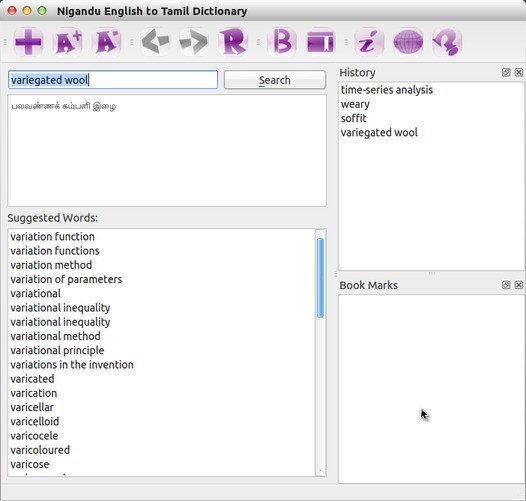 Nigandu English to Tamil Dictionary
variegated wool
Search
பலவண்ணக் கம்பளி இழை
Suggested Words:
variation function
variation functions
variation method
variation of parameters
variational
variational inequality
variational inequality
variational method
variational principle
variations in the invention
varicated
varication
varicellar
varicelloid
varicocele
varicoloured
varicose
History
time-series analysis
weary
soffit
variegated wool
Book Marks